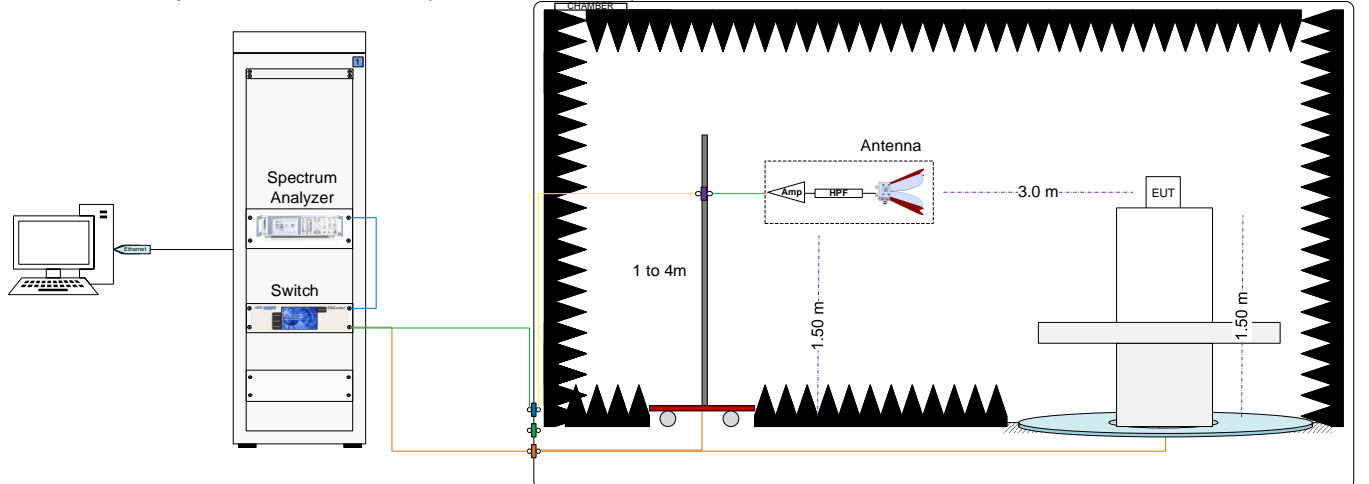 CHAMBER
1
Antenna
Spectrum
Analyzer
Amp
HPF
3.0 m
EUT
Ethernet
1 to 4m
Switch
1.50 m
1.50 m